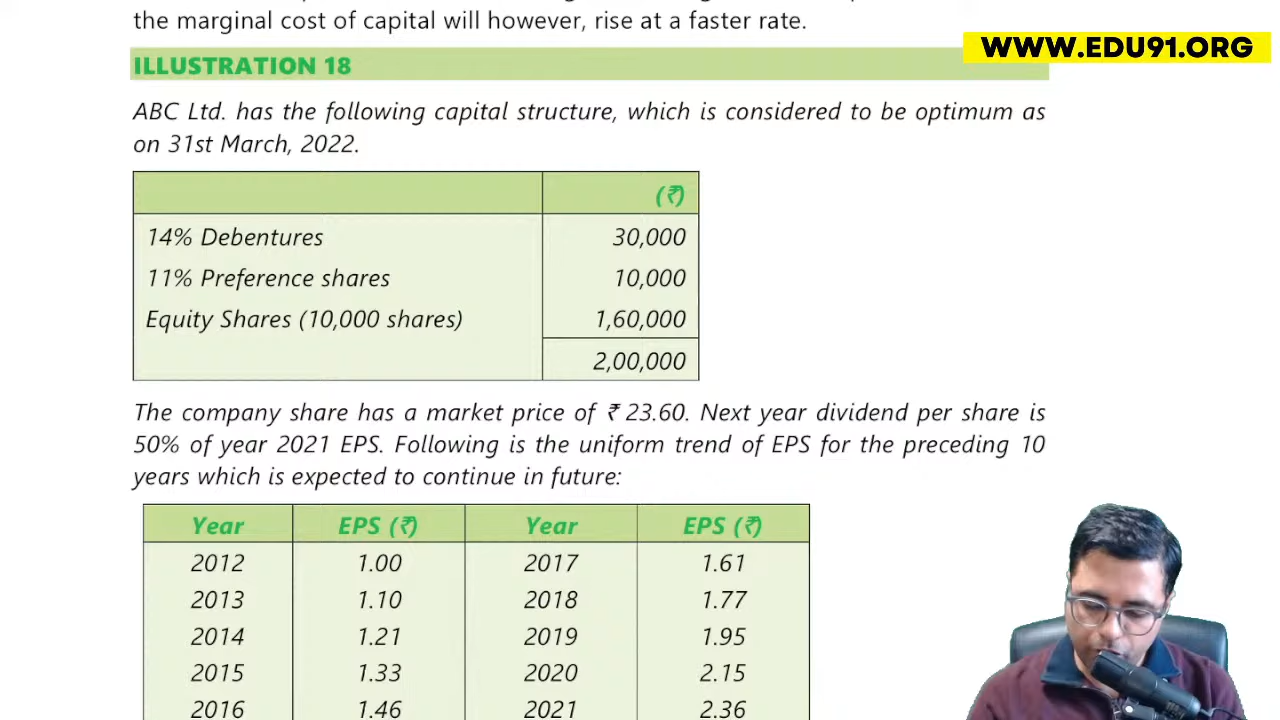 the marginal cost of capital will however, rise at a faster rate.
WWW.EDU91.ORG
ILLUSTRATION 18
ABC Ltd. has the following capital structure, which is considered to be optimum as
on 31st March, 2022.
(₹)
14% Debentures 30,000
11% Preference shares 10,000
Equity Shares (10,000 shares) 1,60,000
2,00,000
The company share has a market price of ₹ 23.60. Next year dividend per share is
50% of year 2021 EPS. Following is the uniform trend of EPS for the preceding 10
years which is expected to continue in future:
Year EPS (₹) Year EPS (₹)
2012 1.00 2017 1.61
2013 1.10 2018 1.77
2014 1.21 2019 1.95
2015 1.33 2020 2.15
2016 1.46 2021 2.36